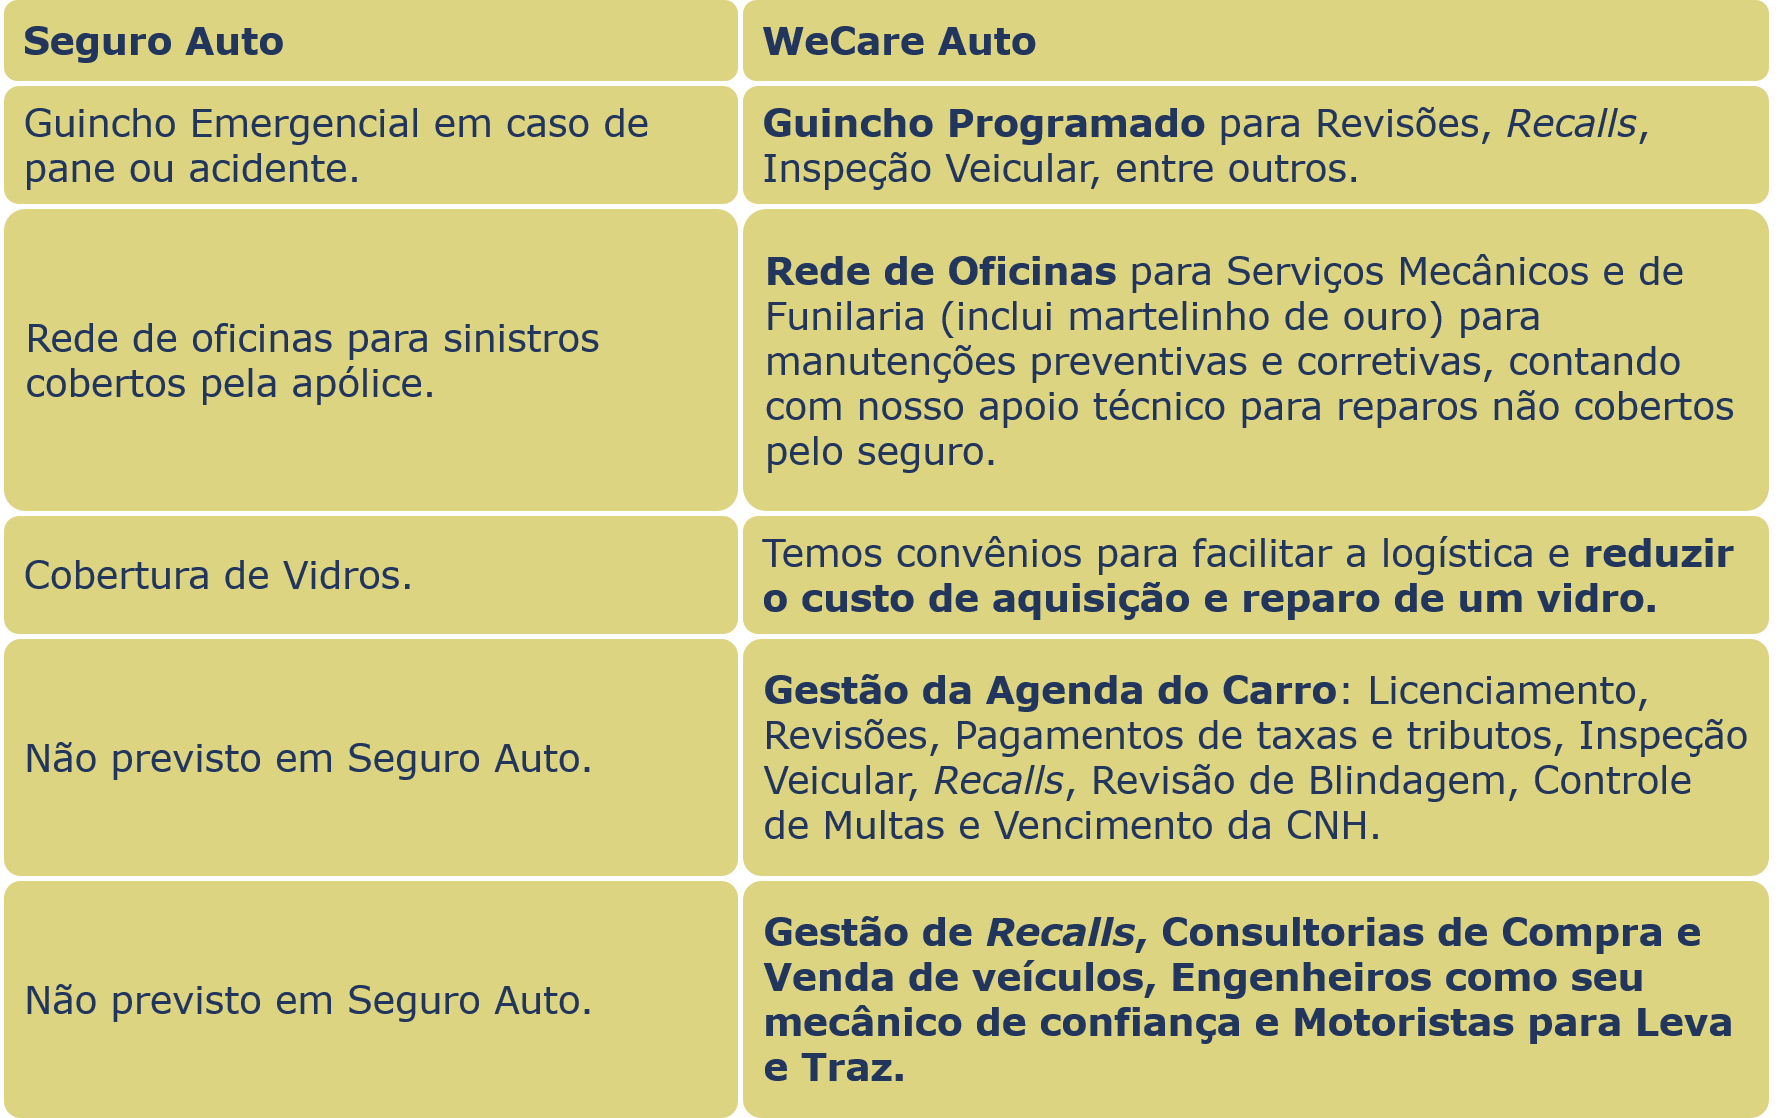 Seguro Auto
WeCare Auto
Guincho Emergencial em caso de
pane ou acidente.
Guincho Programado para Revisões, Recalls,
Inspeção Veicular, entre outros.
Rede de oficinas para sinistros
cobertos pela apólice.
Rede de Oficinas para Serviços Mecânicos e de
Funilaria (inclui martelinho de ouro) para
manutenções preventivas e corretivas, contando
com nosso apoio técnico para reparos não cobertos
pelo seguro.
Cobertura de Vidros.
Temos convênios para facilitar a logística e reduzir
o custo de aquisição e reparo de um vidro.
Não previsto em Seguro Auto.
Gestão da Agenda do Carro: Licenciamento,
Revisões, Pagamentos de taxas e tributos, Inspeção
Veicular, Recalls, Revisão de Blindagem, Controle
de Multas e Vencimento da CNH.
Não previsto em Seguro Auto.
Gestão de Recalls, Consultorias de Compra e
Venda de veículos, Engenheiros como seu
mecânico de confiança e Motoristas para Leva
e Traz.